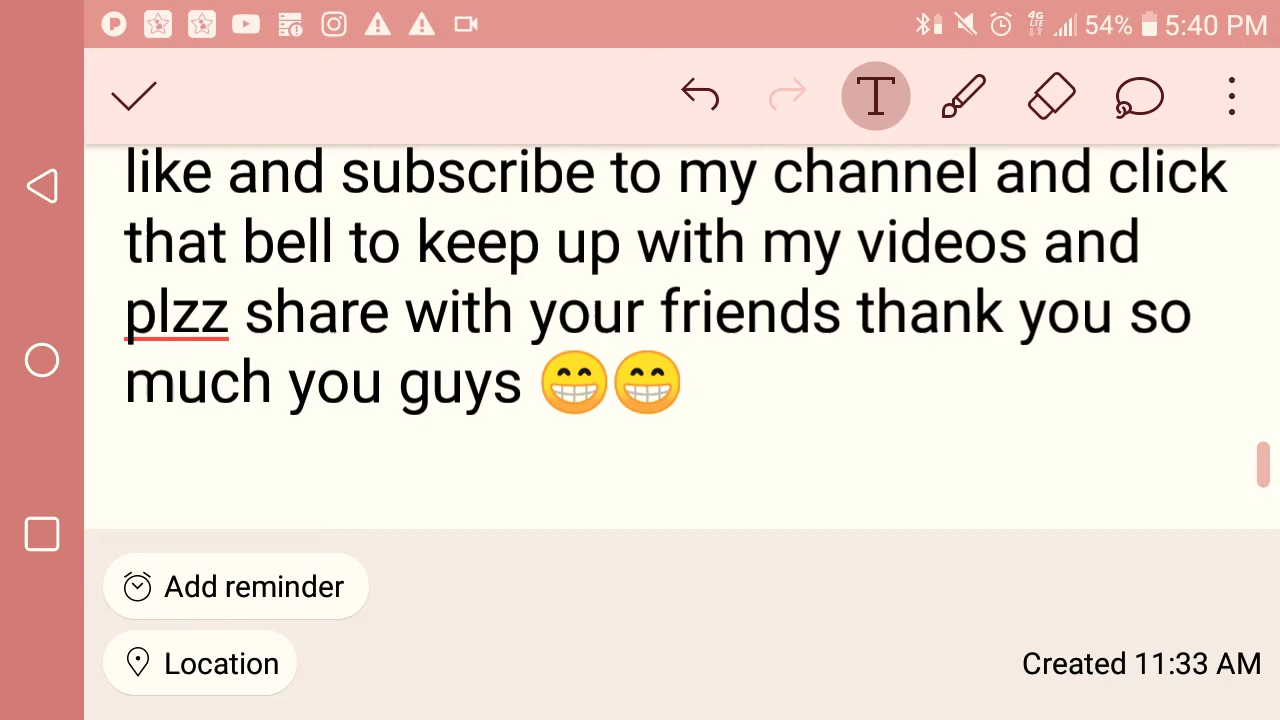 54% 5:40 PM
like and subscribe to my channel and click
that bell to keep up with my videos and
plzz share with your friends thank you so
much you guys 😁😁
Add reminder
Location
Created 11:33 AM